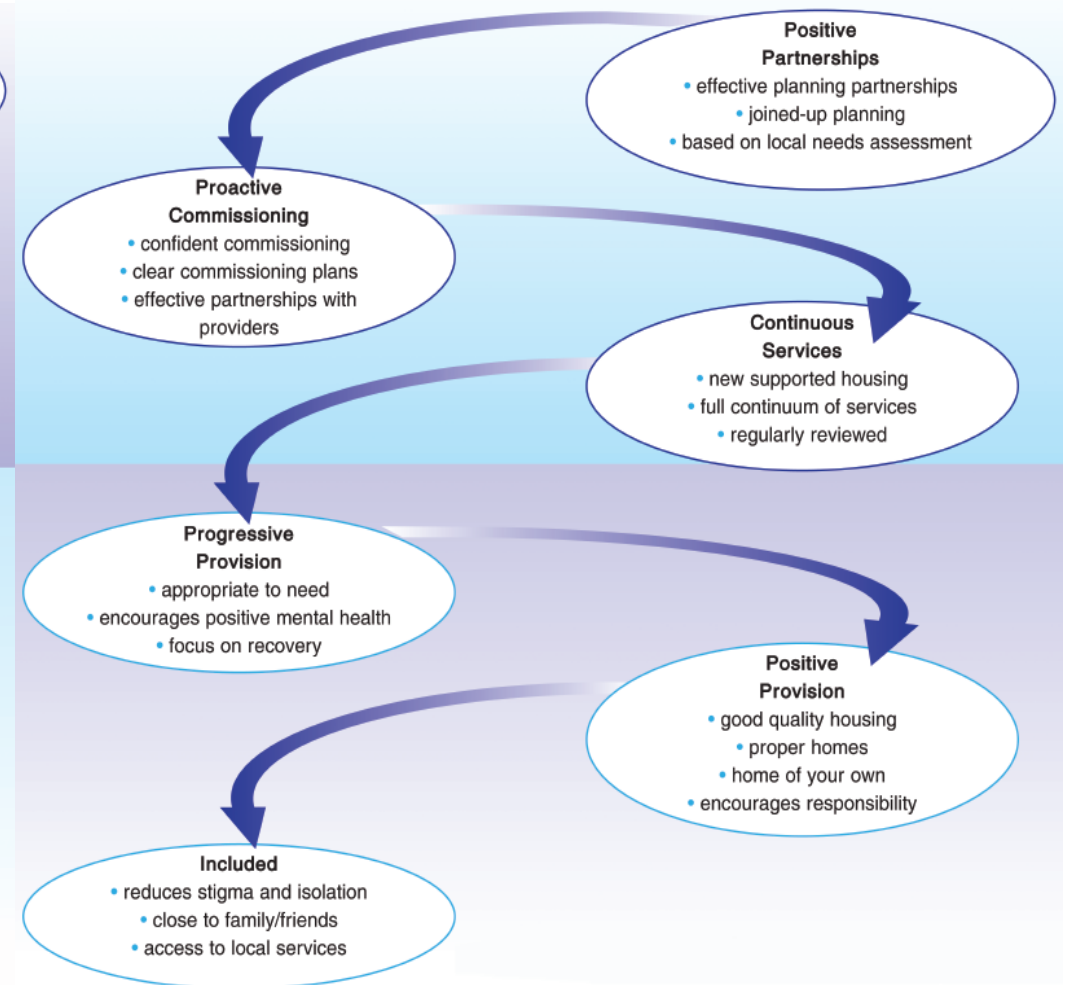 Positive
Partnerships
• effective planning partnerships
• joined-up planning
• based on local needs assessment
Proactive
Commissioning
• confident commissioning
• clear commissioning plans
• effective partnerships with
providers
Continuous
Services
• new supported housing
• full continuum of services
• regularly reviewed
Progressive
Provision
• appropriate to need
• encourages positive mental health
• focus on recovery
Positive
Provision
• good quality housing
• proper homes
• home of your own
• encourages responsibility
Included
• reduces stigma and isolation
• close to family/friends
• access to local services